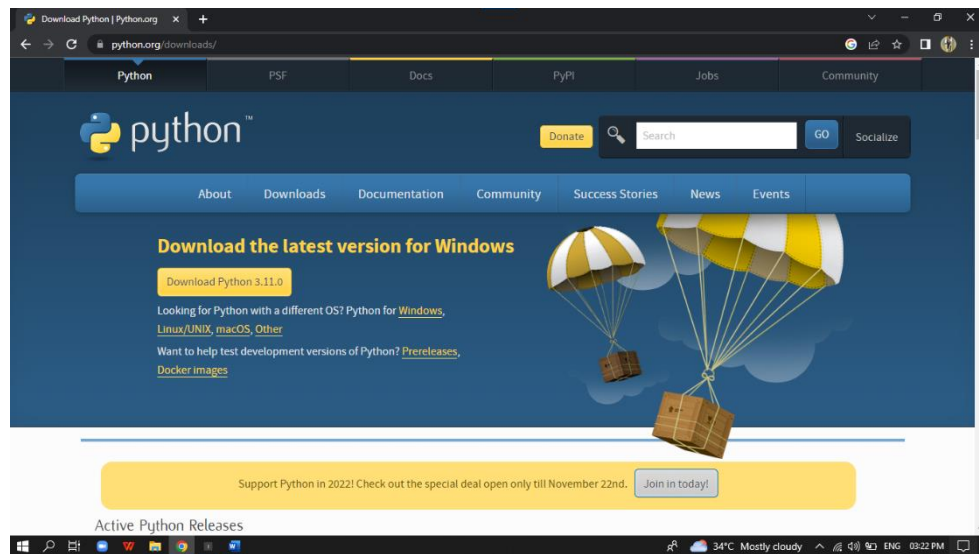 Download Python | Python.org
python.org/downloads/
Python PSF Docs PyPI Jobs Community
python™
Donate Search GO Socialize
About Downloads Documentation Community Success Stories News Events
Download the latest version for Windows
Download Python 3.11.0
Looking for Python with a different OS? Python for Windows,
Linux/UNIX, macOS, Other
Want to help test development versions of Python? Prereleases,
Docker images
Support Python in 2022! Check out the special deal open only till November 22nd. Join in today!
Active Python Releases
34°C Mostly cloudy ENG 03:22 PM